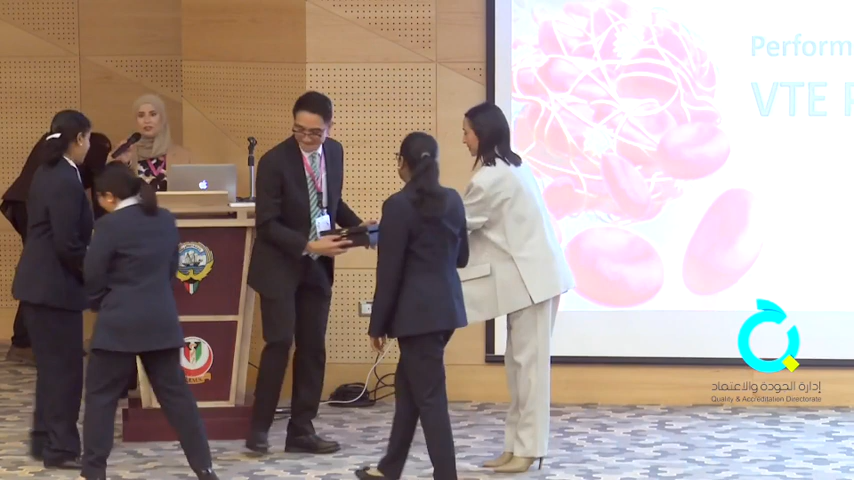 Perform
VTE
إدارة الجودة والاعتماد
Quality & Accreditation Directorate